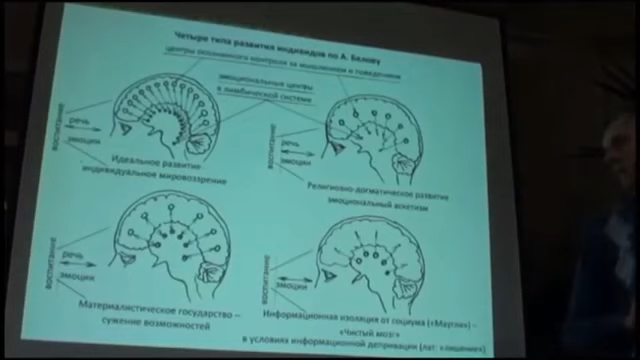 Четыре типа развития индивидов по А. Белову
центры осознанного контроля за мышлением и поведением
эмоциональные центры
в лимбической системе
воспитание
речь
эмоции
Идеальное развитие
индивидуальное мировоззрение
воспитание
речь
эмоции
Религиозно-догматическое развитие
эмоциональный аскетизм
воспитание
речь
эмоции
Материалистическое государство –
сужение возможностей
воспитание
эмоции
Информационная изоляция от социума («Маугли») –
«Чистый мозг»
в условиях информационной депривации (лат.